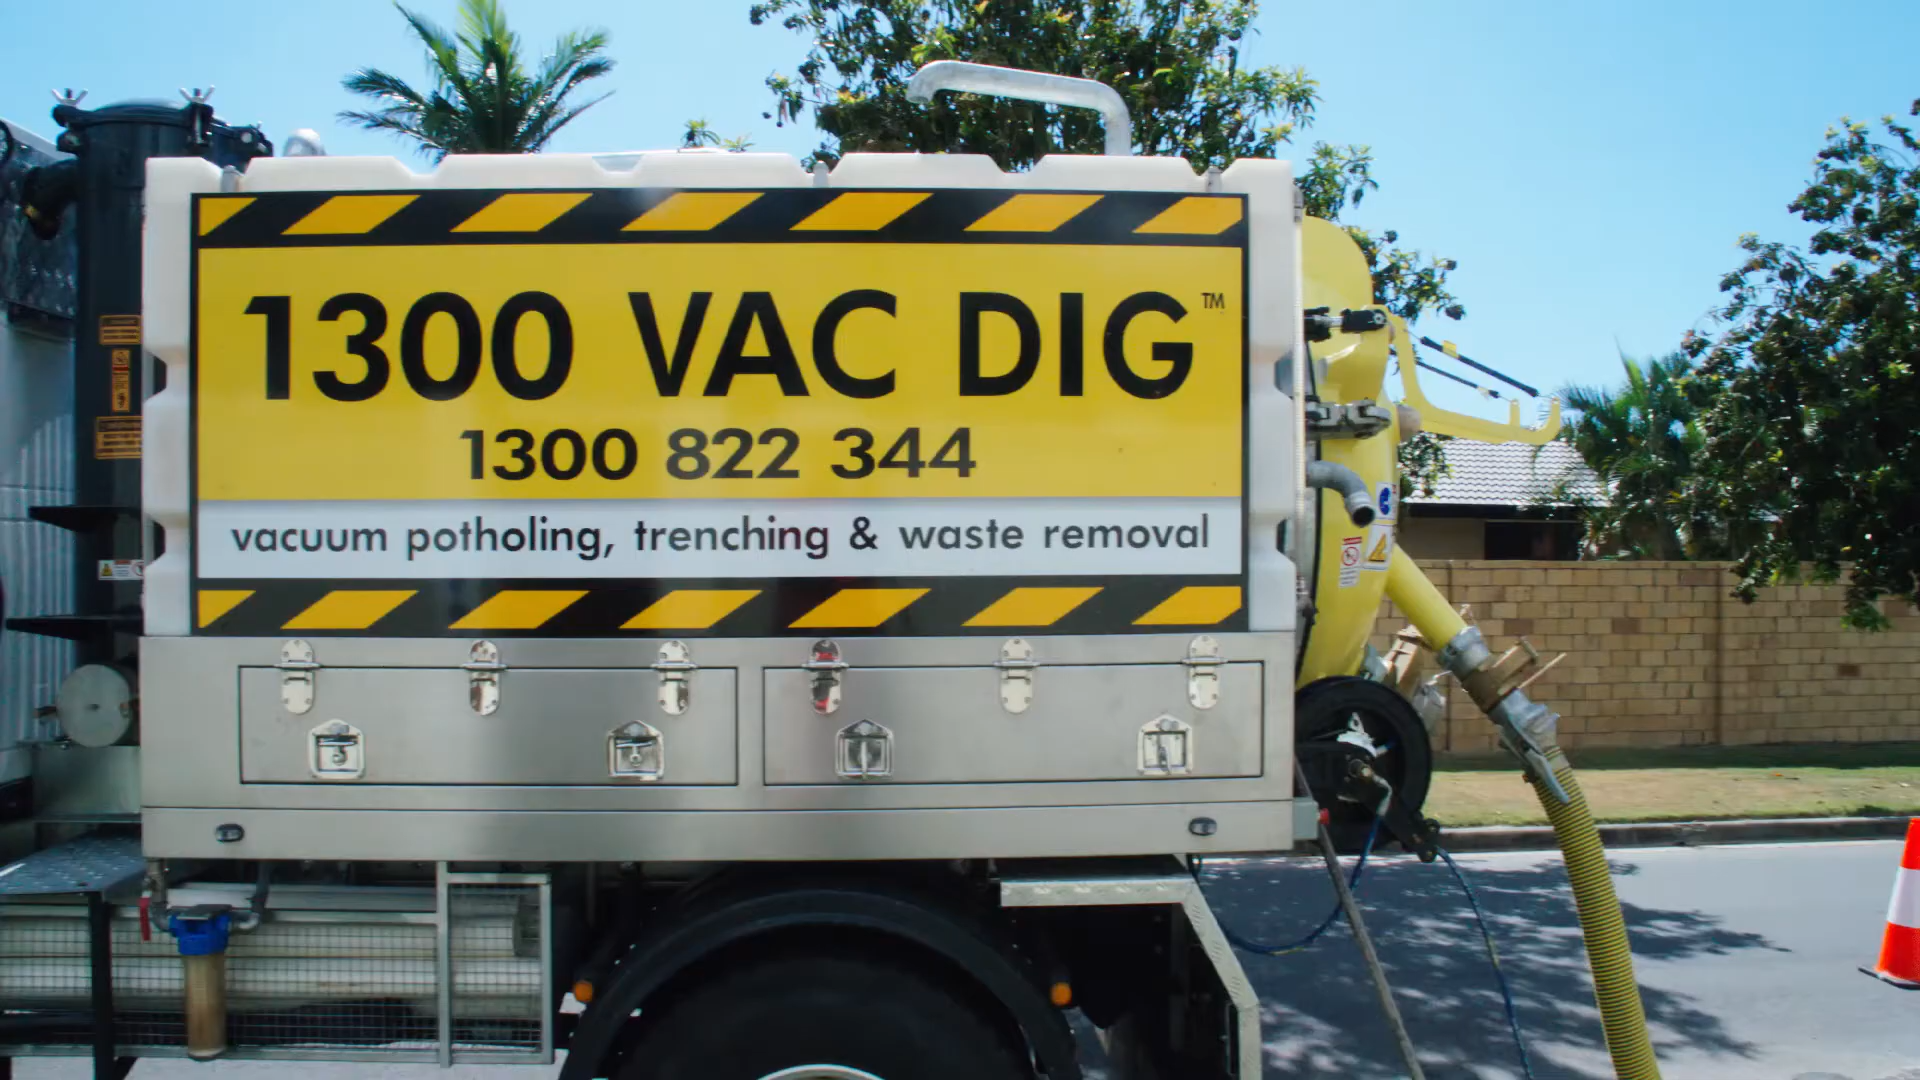 1300 VAC DIG™
1300 822 344
vacuum potholing, trenching & waste removal